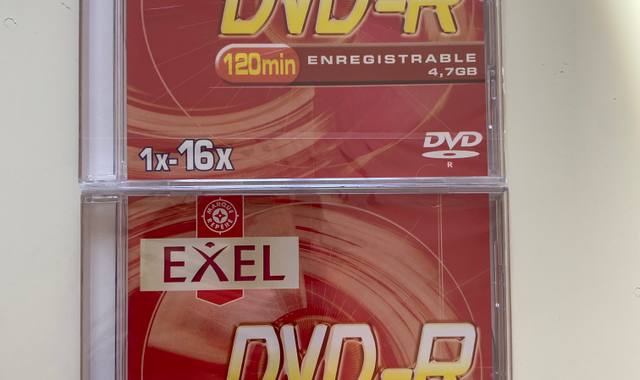 DVD-R
120min
ENREGISTRABLE
4,7GB
1x-16x
DVD
R
MARQUE
REPÈRE
EXEL
DVD-R